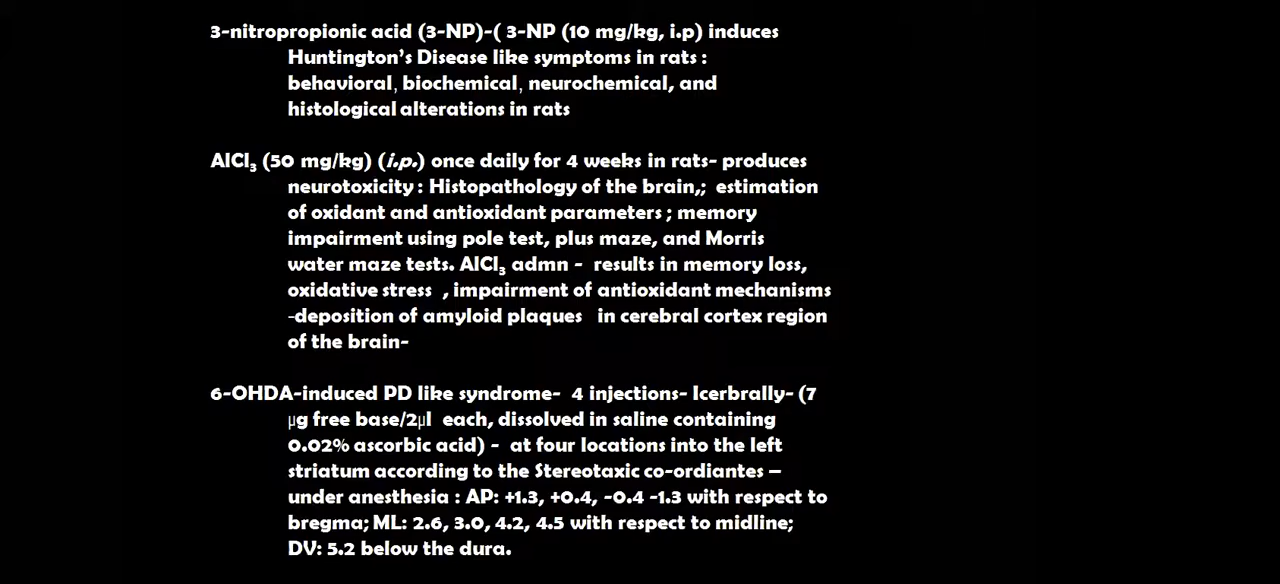 3-nitropropionic acid (3-NP)-( 3-NP (10 mg/kg, i.p) induces
Huntington's Disease like symptoms in rats :
behavioral, biochemical, neurochemical, and
histological alterations in rats
AlCl₃ (50 mg/kg) (i.p.) once daily for 4 weeks in rats- produces
neurotoxicity : Histopathology of the brain,; estimation
of oxidant and antioxidant parameters ; memory
impairment using pole test, plus maze, and Morris
water maze tests. AlCl₃ admn - results in memory loss,
oxidative stress , impairment of antioxidant mechanisms
-deposition of amyloid plaques in cerebral cortex region
of the brain-
6-OHDA-induced PD like syndrome- 4 injections- Icerbrally- (7
µg free base/2µl each, dissolved in saline containing
0.02% ascorbic acid) - at four locations into the left
striatum according to the Stereotaxic co-ordiantes –
under anesthesia : AP: +1.3, +0.4, -0.4 -1.3 with respect to
bregma; ML: 2.6, 3.0, 4.2, 4.5 with respect to midline;
DV: 5.2 below the dura.